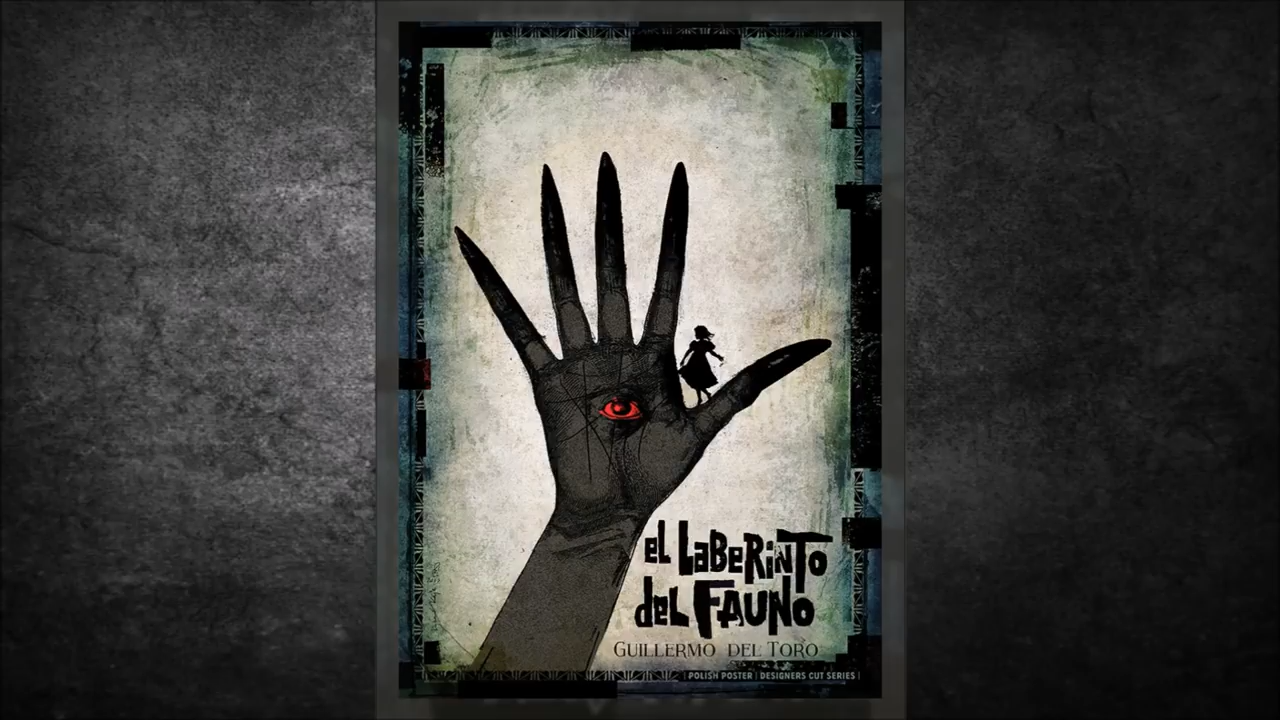 eL LaBeRiNTo
deL FAUNO
GUILLERMO DEL TORO
| POLISH POSTER | DESIGNERS CUT SERIES |